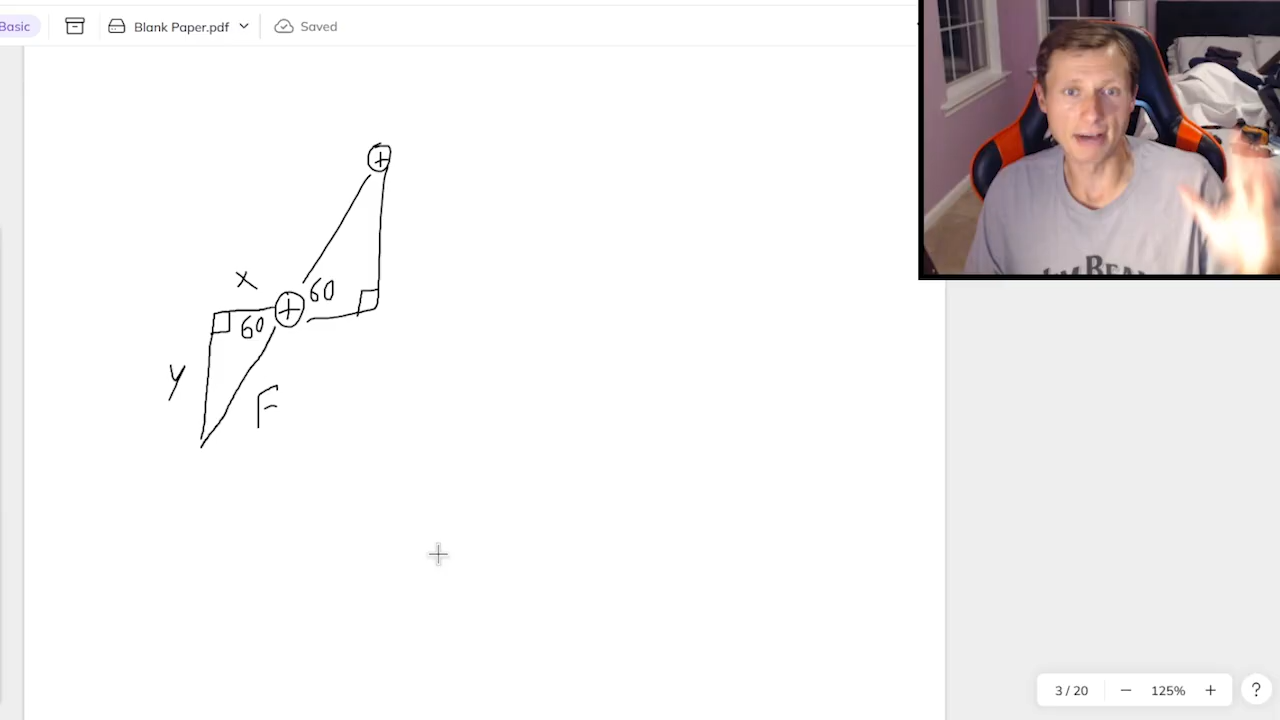 Basic
Blank Paper.pdf
Saved
+
x
+
60
60
y
F
3 / 20
125%
?